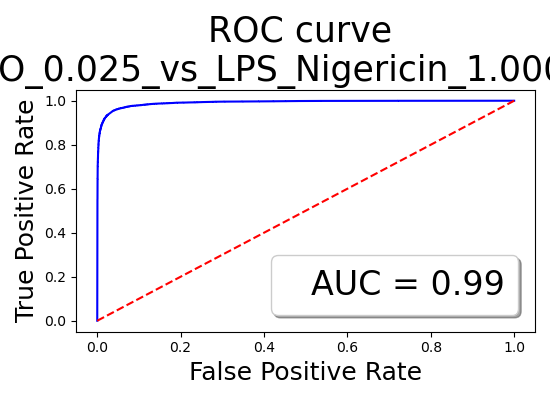 ROC curve
O_0.025_vs_LPS_Nigericin_1.000
1.0
0.8
0.6
0.4
0.2
0.0
True Positive Rate
AUC = 0.99
0.0 0.2 0.4 0.6 0.8 1.0
False Positive Rate